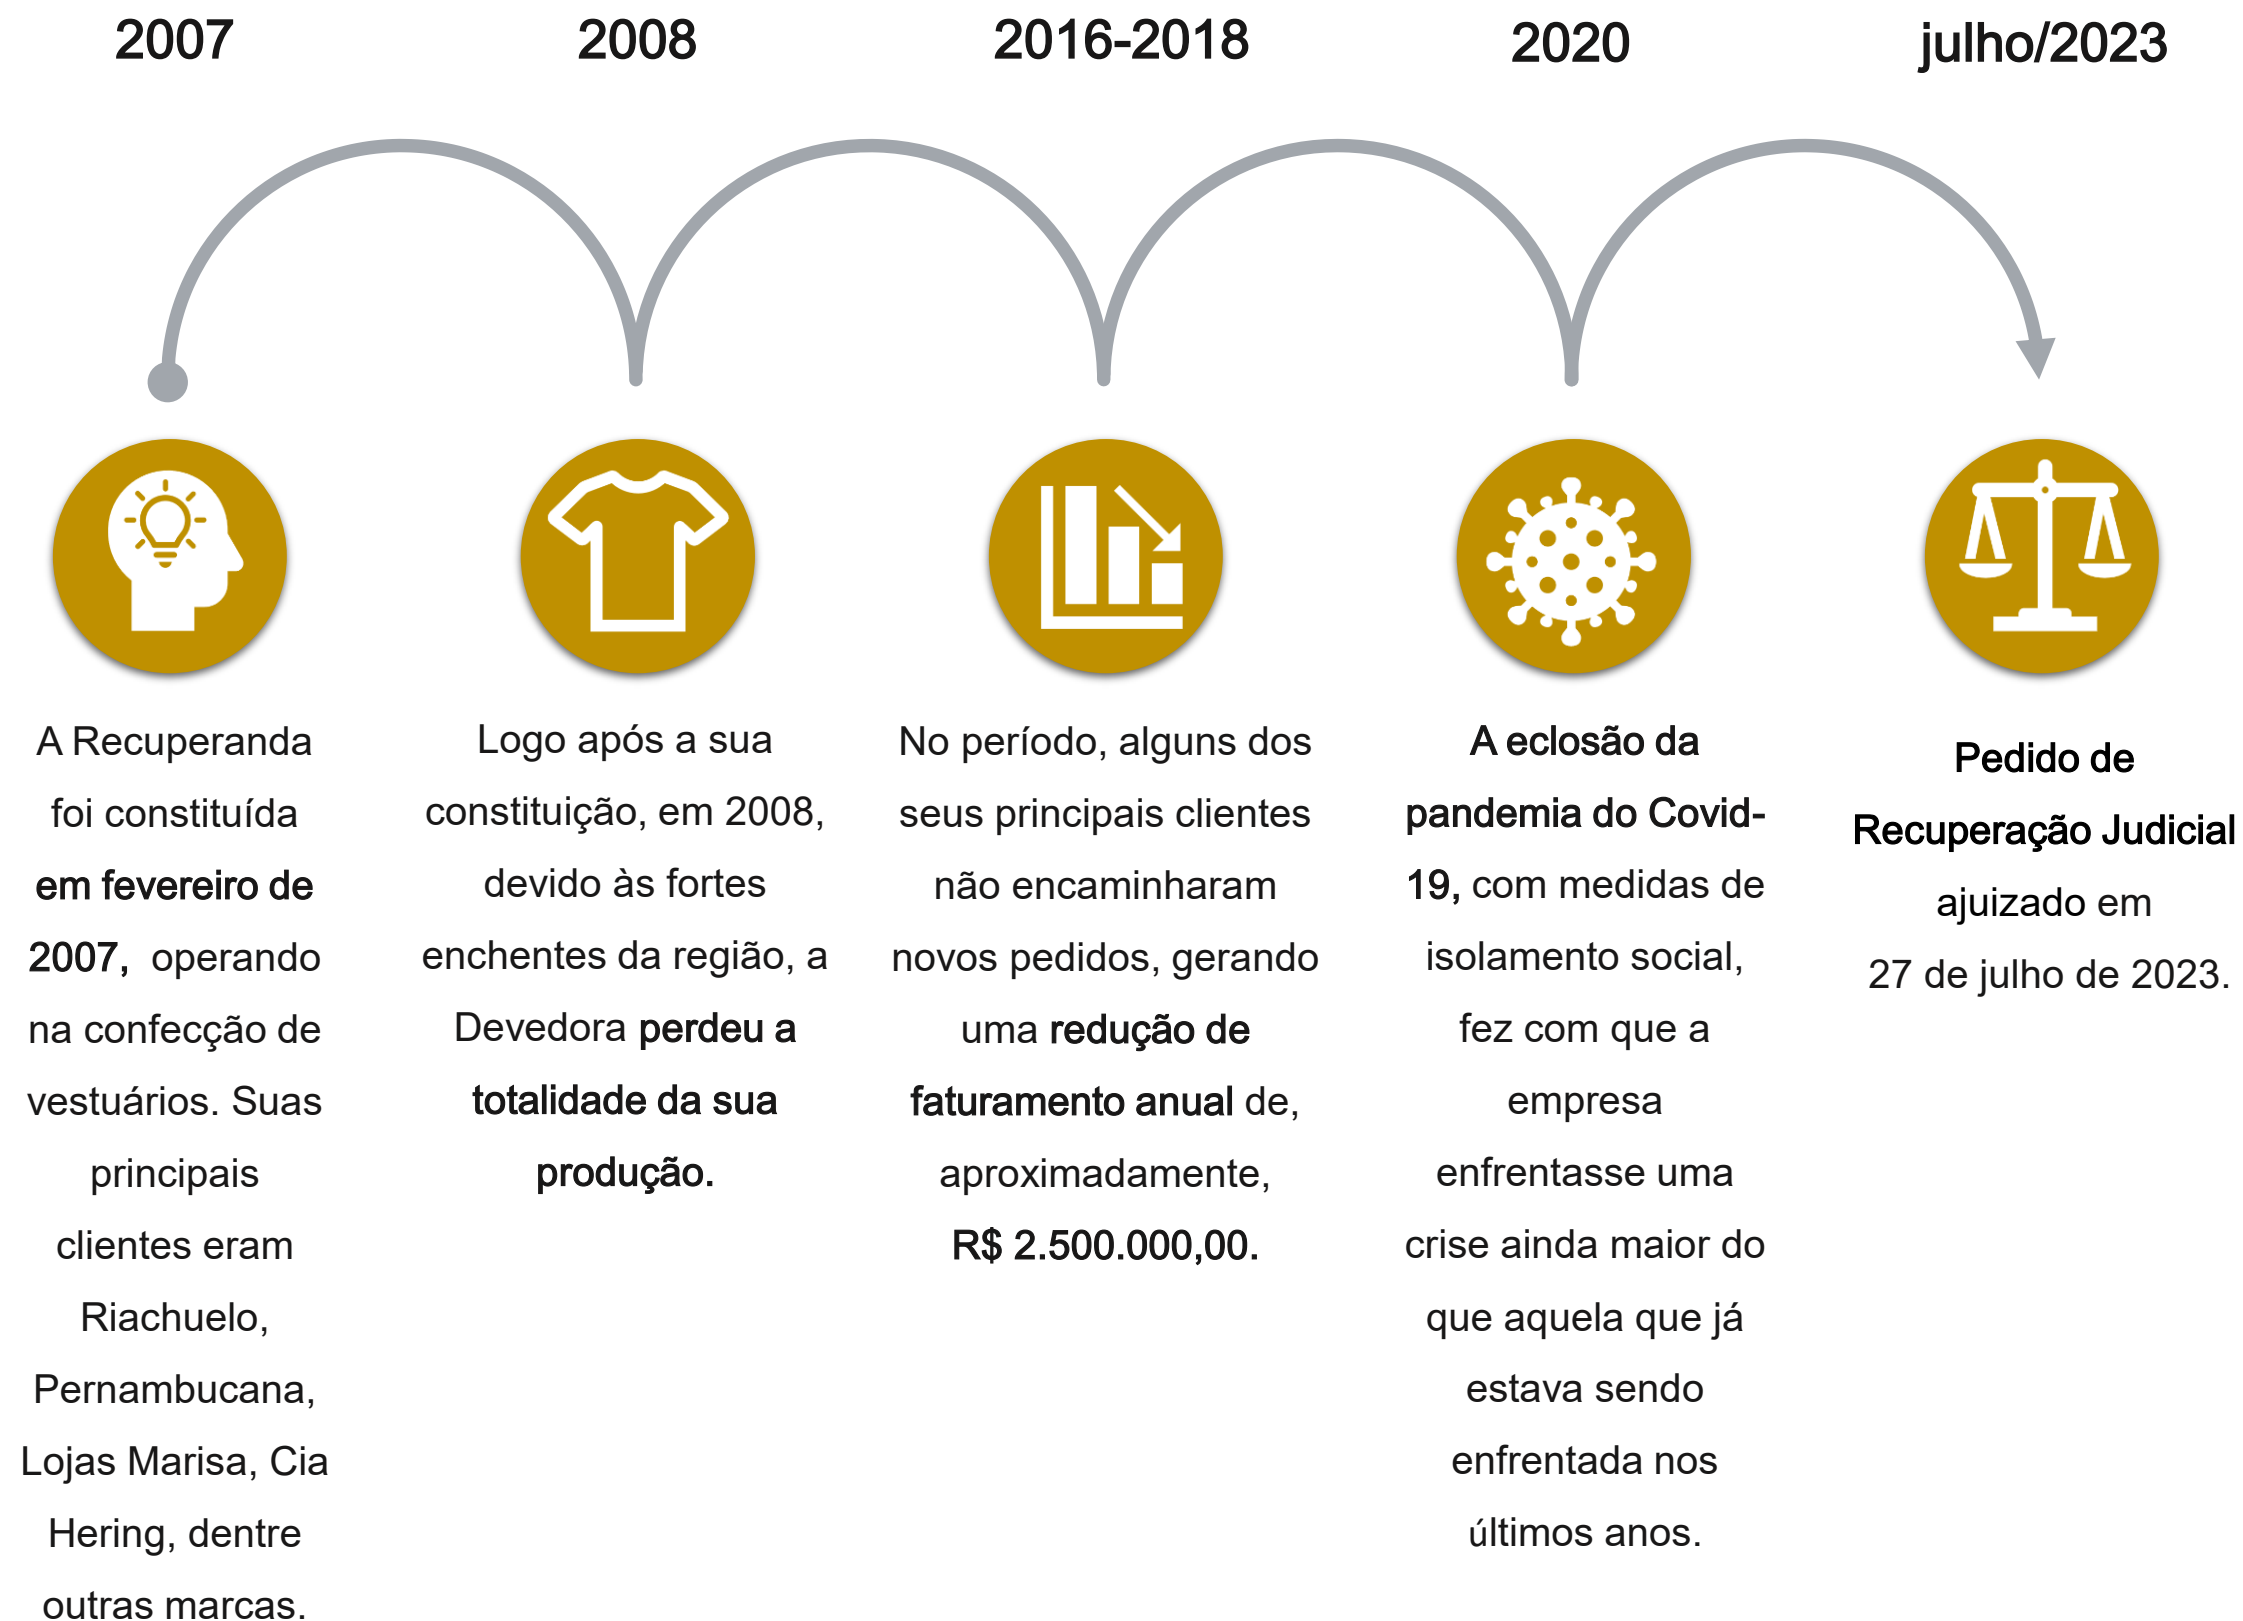 2007
2008
2016-2018
2020
julho/2023
A Recuperanda
foi constituída
em fevereiro de
2007, operando
na confecção de
vestuários. Suas
principais
clientes eram
Riachuelo,
Pernambucana,
Lojas Marisa, Cia
Hering, dentre
outras marcas.
Logo após a sua
constituição, em 2008,
devido às fortes
enchentes da região, a
Devedora perdeu a
totalidade da sua
produção.
No período, alguns dos
seus principais clientes
não encaminharam
novos pedidos, gerando
uma redução de
faturamento anual de,
aproximadamente,
R$ 2.500.000,00.
A eclosão da
pandemia do Covid-
19, com medidas de
isolamento social,
fez com que a
empresa
enfrentasse uma
crise ainda maior do
que aquela que já
estava sendo
enfrentada nos
últimos anos.
Pedido de
Recuperação Judicial
ajuizado em
27 de julho de 2023.